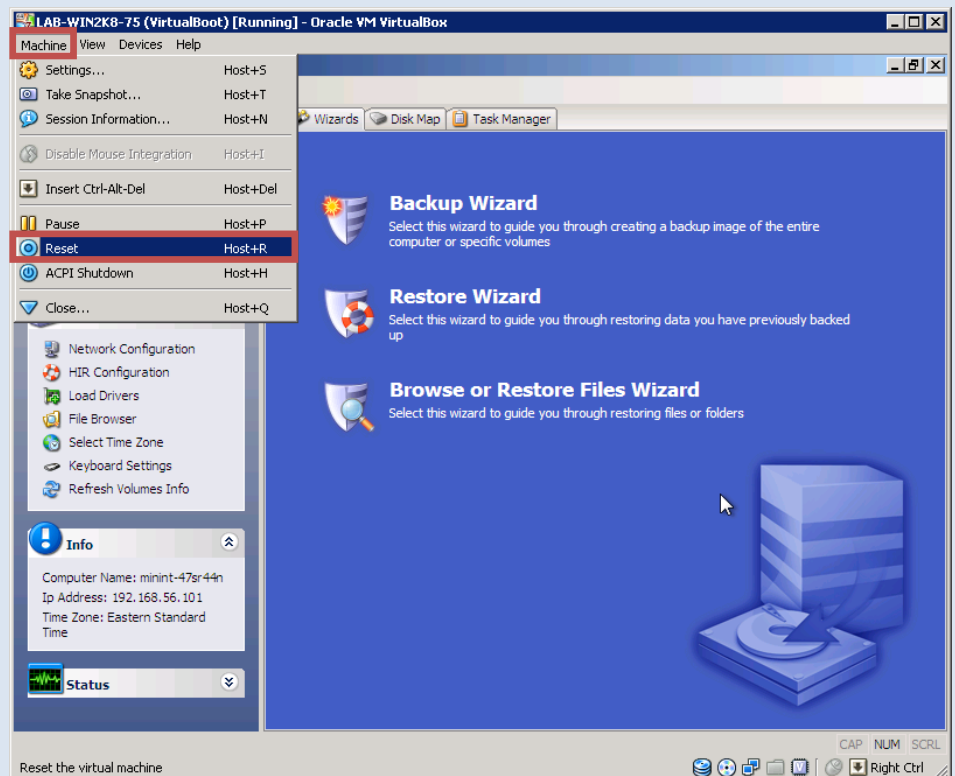 LAB-WIN2K8-75 (VirtualBoot) [Running] - Oracle VM VirtualBox
Machine View Devices Help
Settings... Host+S
Take Snapshot... Host+T
Session Information... Host+N
Disable Mouse Integration Host+I
Insert Ctrl-Alt-Del Host+Del
Pause Host+P
Reset Host+R
ACPI Shutdown Host+H
Close... Host+Q
Wizards Disk Map Task Manager
Backup Wizard
Select this wizard to guide you through creating a backup image of the entire
computer or specific volumes
Restore Wizard
Select this wizard to guide you through restoring data you have previously backed
up
Browse or Restore Files Wizard
Select this wizard to guide you through restoring files or folders
Network Configuration
HIR Configuration
Load Drivers
File Browser
Select Time Zone
Keyboard Settings
Refresh Volumes Info
Info
Computer Name: minint-47sr44n
Ip Address: 192.168.56.101
Time Zone: Eastern Standard
Time
Status
CAP NUM SCRL
Reset the virtual machine
Right Ctrl